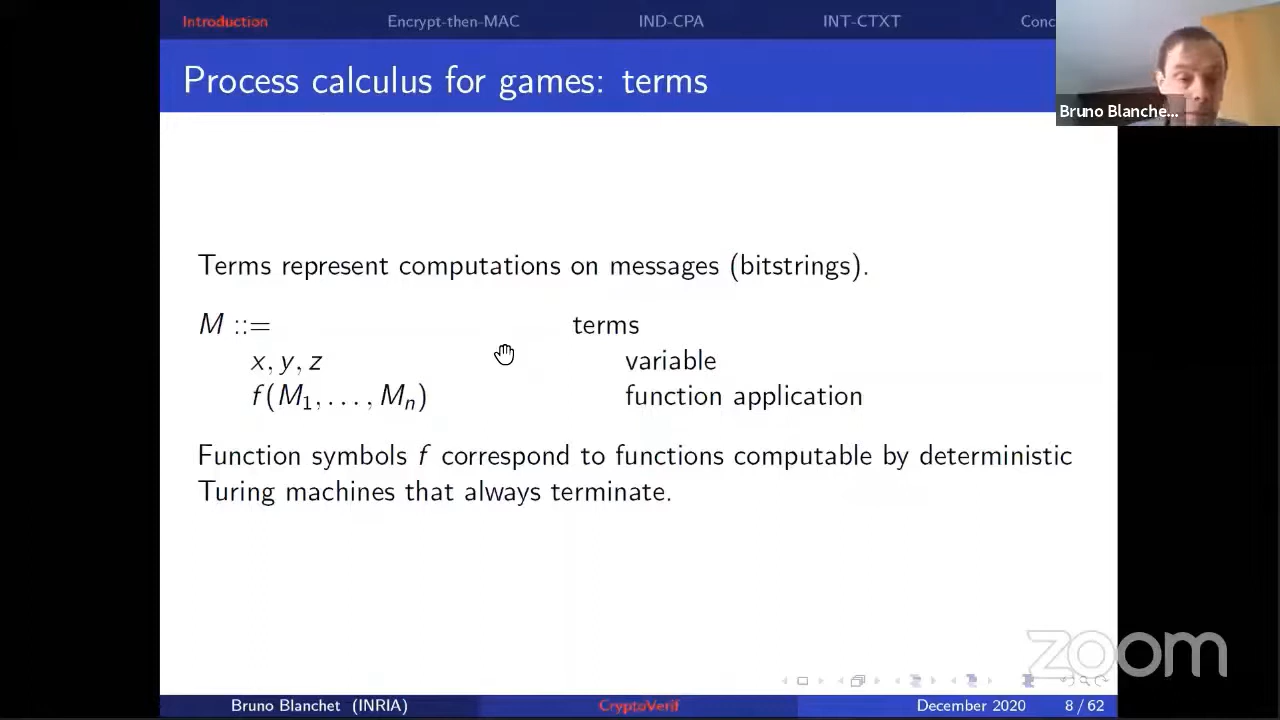 Introduction Encrypt-then-MAC IND-CPA INT-CTXT Conc
Process calculus for games: terms
Bruno Blanche...
Terms represent computations on messages (bitstrings).
M ::= terms
x, y, z variable
f(M₁, . . . , Mₙ) function application
Function symbols f correspond to functions computable by deterministic
Turing machines that always terminate.
zoom
Bruno Blanchet (INRIA) CryptoVerif December 2020 8 / 62